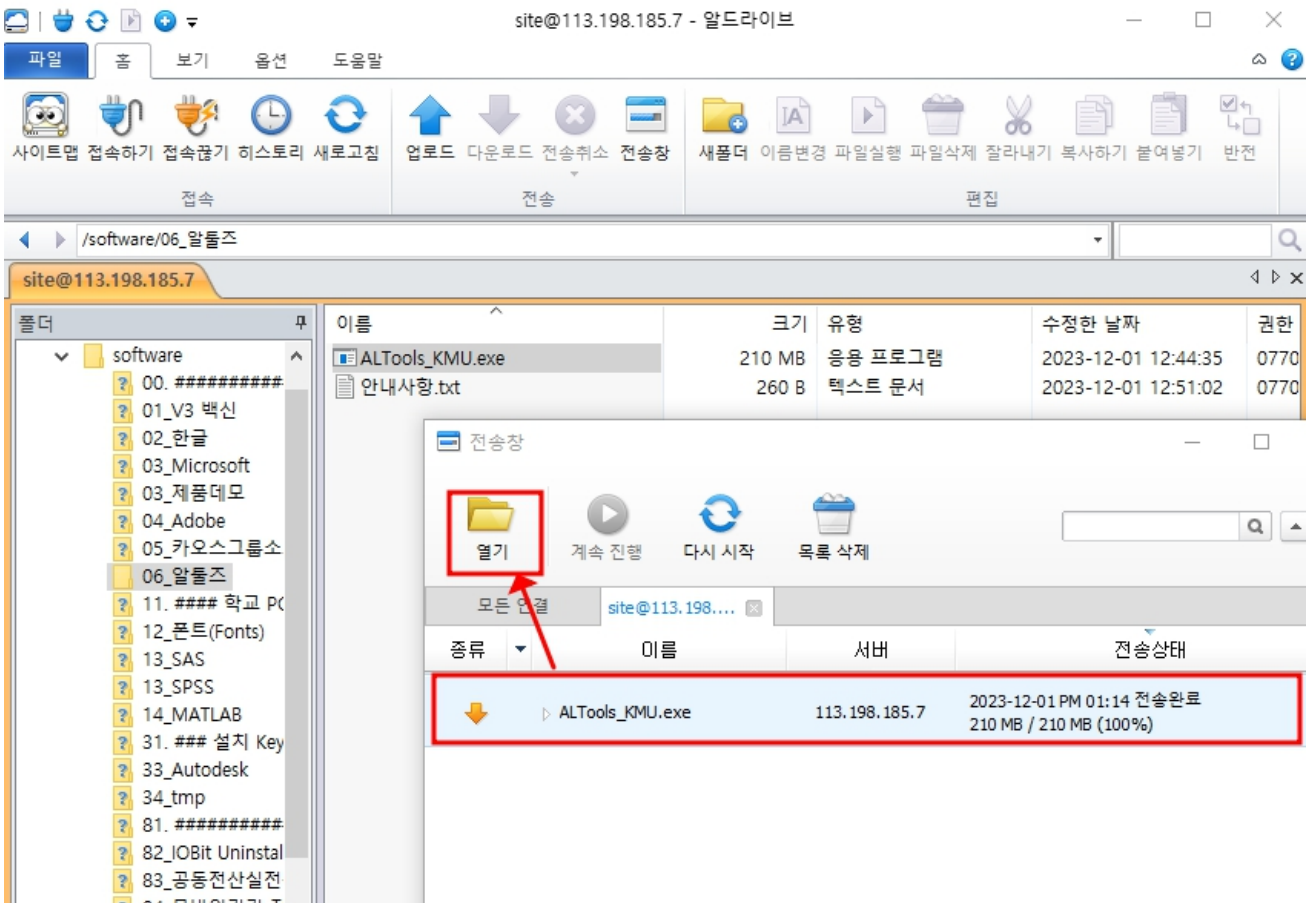 site@113.198.185.7 - 알드라이브
파일 홈 보기 옵션 도움말
사이트맵 접속하기 접속끊기 히스토리 새로고침 업로드 다운로드 전송취소 전송창 새폴더 이름변경 파일실행 파일삭제 잘라내기 복사하기 붙여넣기 반전
접속 전송 편집
/software/06_알툴즈
site@113.198.185.7
폴더
software
00. ##########
01_V3 백신
02_한글
03_Microsoft
03_제품데모
04_Adobe
05_카오스그룹소
06_알툴즈
11. #### 학교 PC
12_폰트(Fonts)
13_SAS
13_SPSS
14_MATLAB
31. ### 설치 Key
33_Autodesk
34_tmp
81. ##########
82_IOBit Uninstal
83_공동전산실전
이름 크기 유형 수정한 날짜 권한
ALTools_KMU.exe 210 MB 응용 프로그램 2023-12-01 12:44:35 0770
안내사항.txt 260 B 텍스트 문서 2023-12-01 12:51:02 0770
전송창
열기 계속 진행 다시 시작 목록 삭제
모든 연결 site@113.198....
종류 이름 서버 전송상태
ALTools_KMU.exe 113.198.185.7 2023-12-01 PM 01:14 전송완료
210 MB / 210 MB (100%)